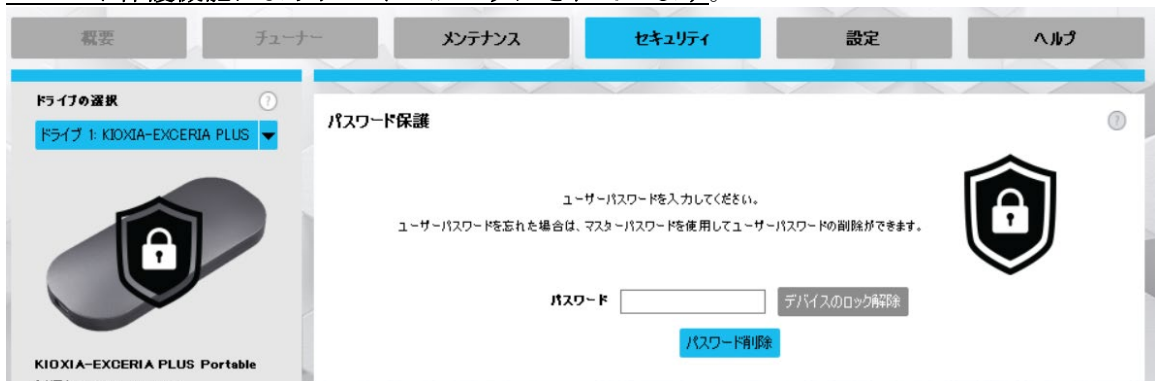 概要 チューナー メンテナンス セキュリティ 設定 ヘルプ
ドライブの選択 ?
ドライブ 1: KIOXIA-EXCERIA PLUS
KIOXIA-EXCERIA PLUS Portable
パスワード保護 ?
ユーザーパスワードを入力してください。
ユーザーパスワードを忘れた場合は、マスターパスワードを使用してユーザーパスワードの削除ができます。
パスワード デバイスのロック解除
パスワード削除